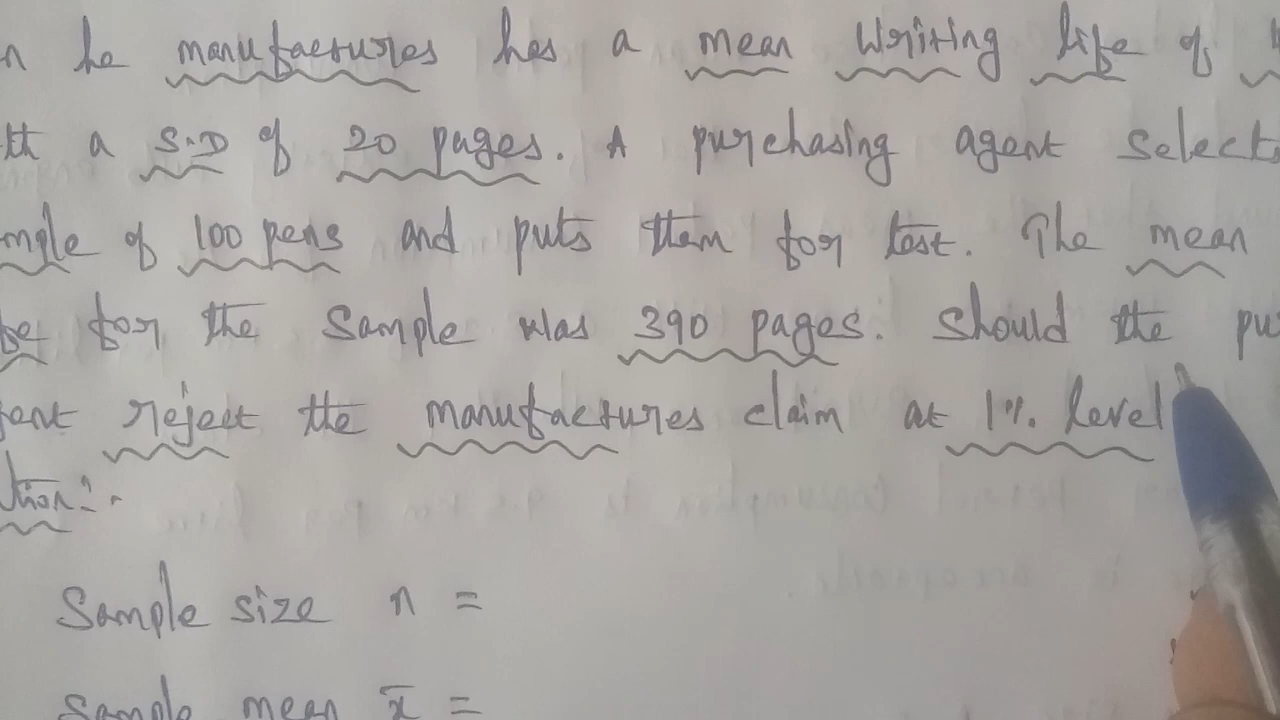 n he manufactures has a mean writing life of
th a S.D of 20 pages. A purchasing agent select
mple of 100 pens and puts them for test. The mean
for the sample was 390 pages. Should the pu
gent reject the manufactures claim at 1% level
tion:-
Sample size n =
Sample mean x̄ =